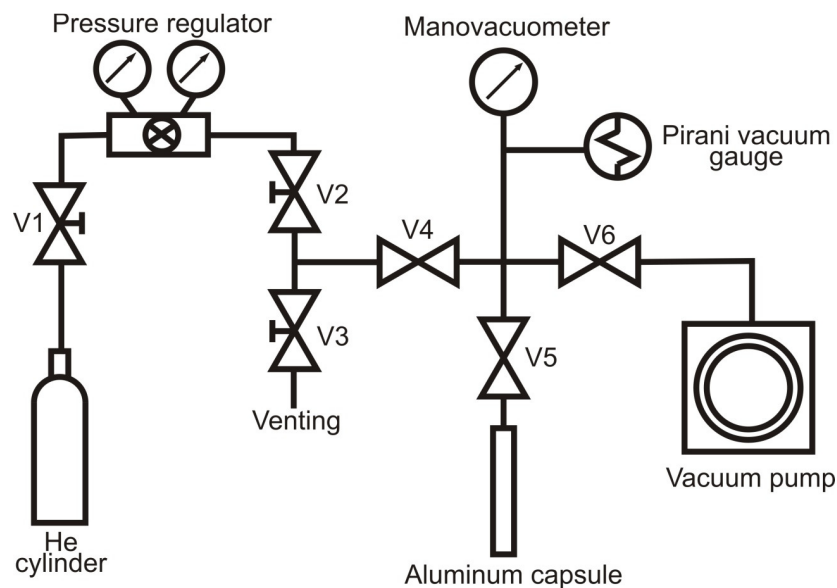 Pressure regulator
Manovacuometer
Pirani vacuum
gauge
V1
V2
V4
V6
V3
V5
Venting
Vacuum pump
He
cylinder
Aluminum capsule